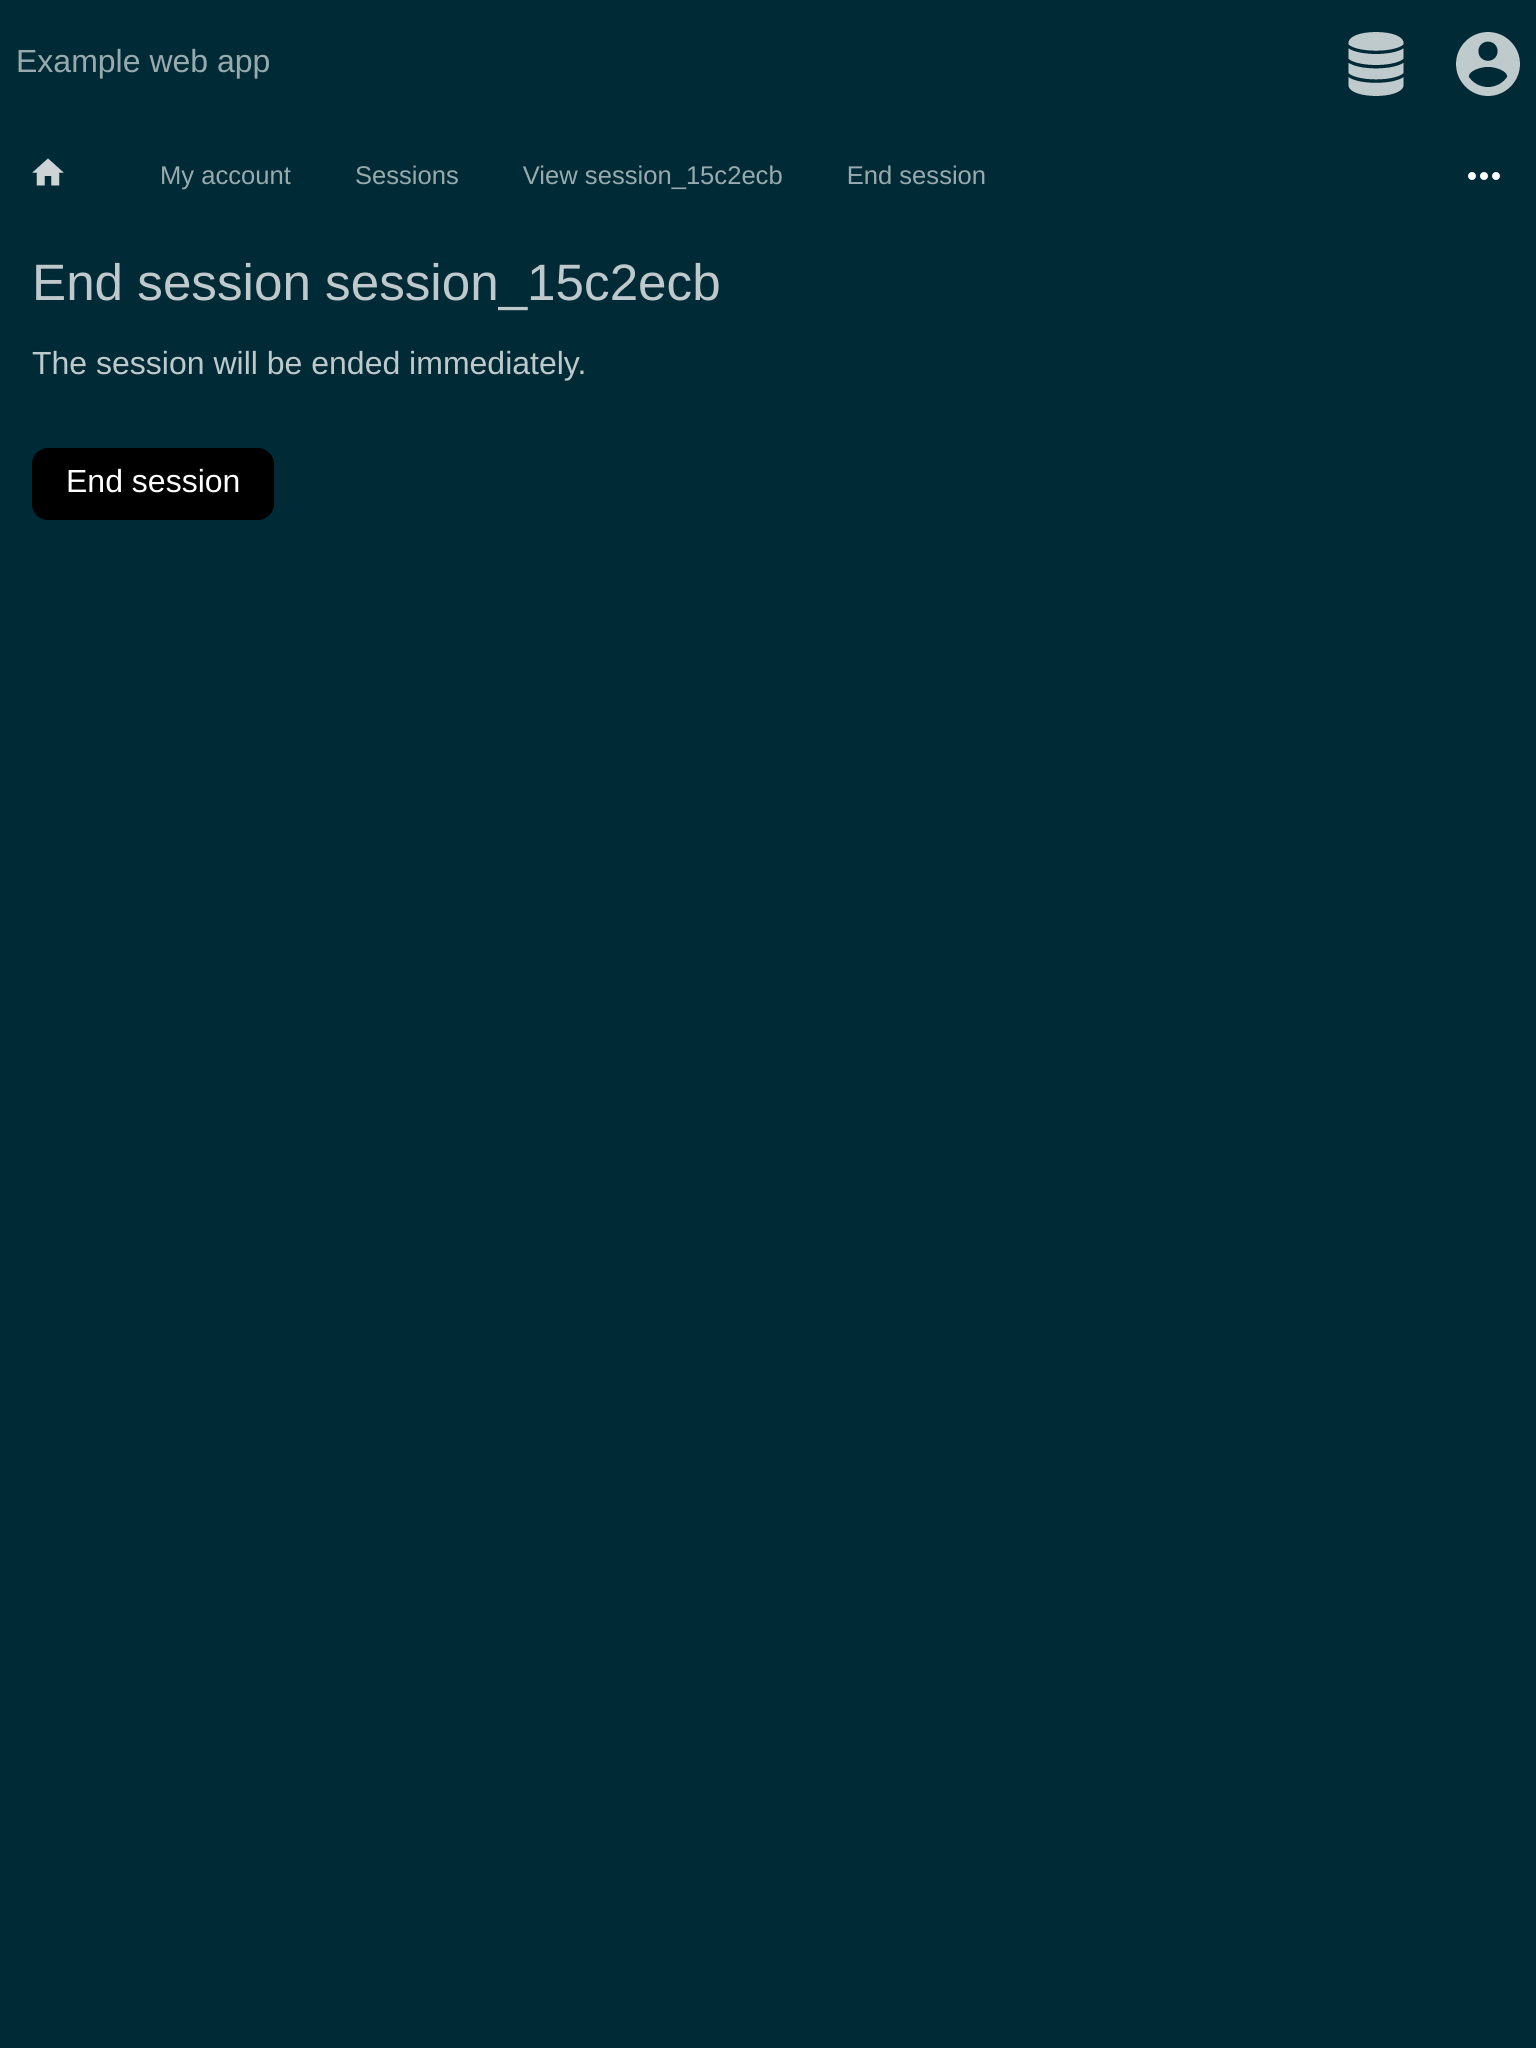 Example web app
My account Sessions View session_15c2ecb End session
End session session_15c2ecb
The session will be ended immediately.
End session